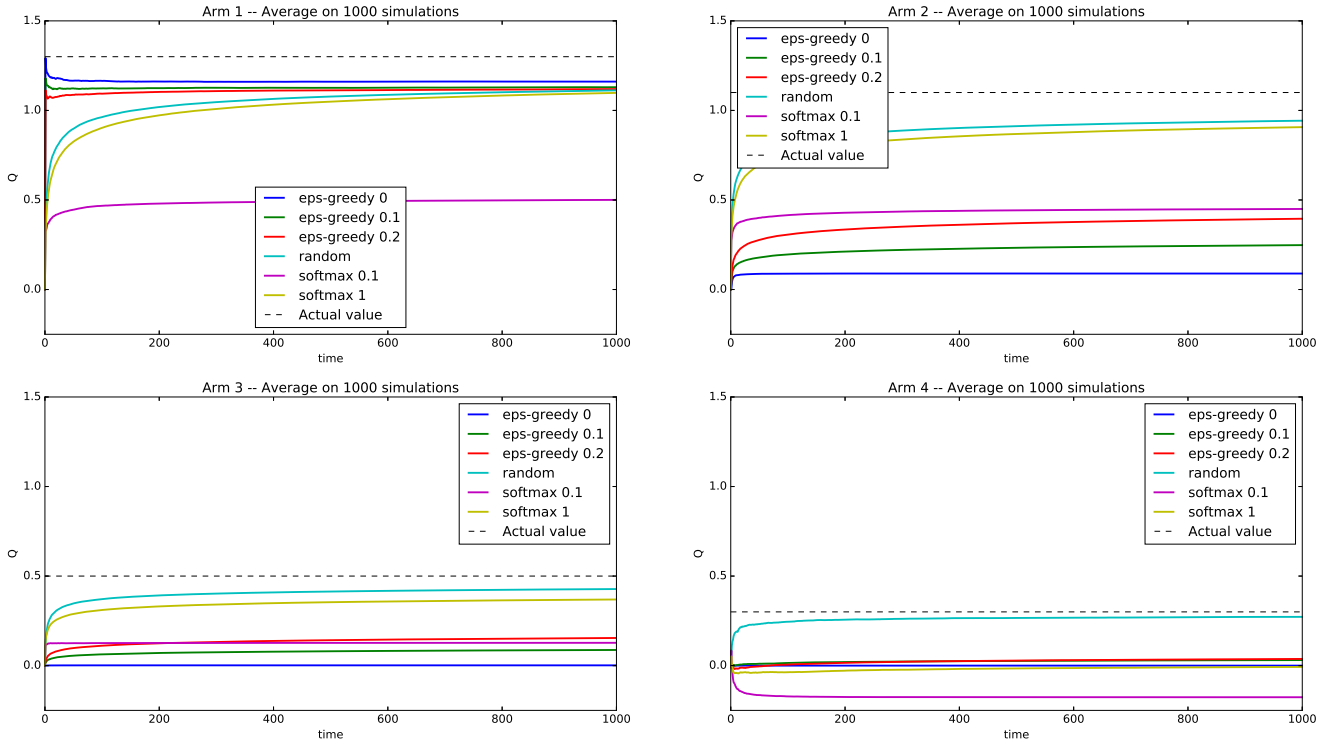 Arm 1 -- Average on 1000 simulations
1.5
1.0
0.5
0.0
Q
eps-greedy 0
eps-greedy 0.1
eps-greedy 0.2
random
softmax 0.1
softmax 1
Actual value
0 200 400 600 800 1000
time
Arm 2 -- Average on 1000 simulations
1.5
1.0
0.5
0.0
Q
eps-greedy 0
eps-greedy 0.1
eps-greedy 0.2
random
softmax 0.1
softmax 1
Actual value
0 200 400 600 800 1000
time
Arm 3 -- Average on 1000 simulations
1.5
1.0
0.5
0.0
Q
eps-greedy 0
eps-greedy 0.1
eps-greedy 0.2
random
softmax 0.1
softmax 1
Actual value
0 200 400 600 800 1000
time
Arm 4 -- Average on 1000 simulations
1.5
1.0
0.5
0.0
Q
eps-greedy 0
eps-greedy 0.1
eps-greedy 0.2
random
softmax 0.1
softmax 1
Actual value
0 200 400 600 800 1000
time